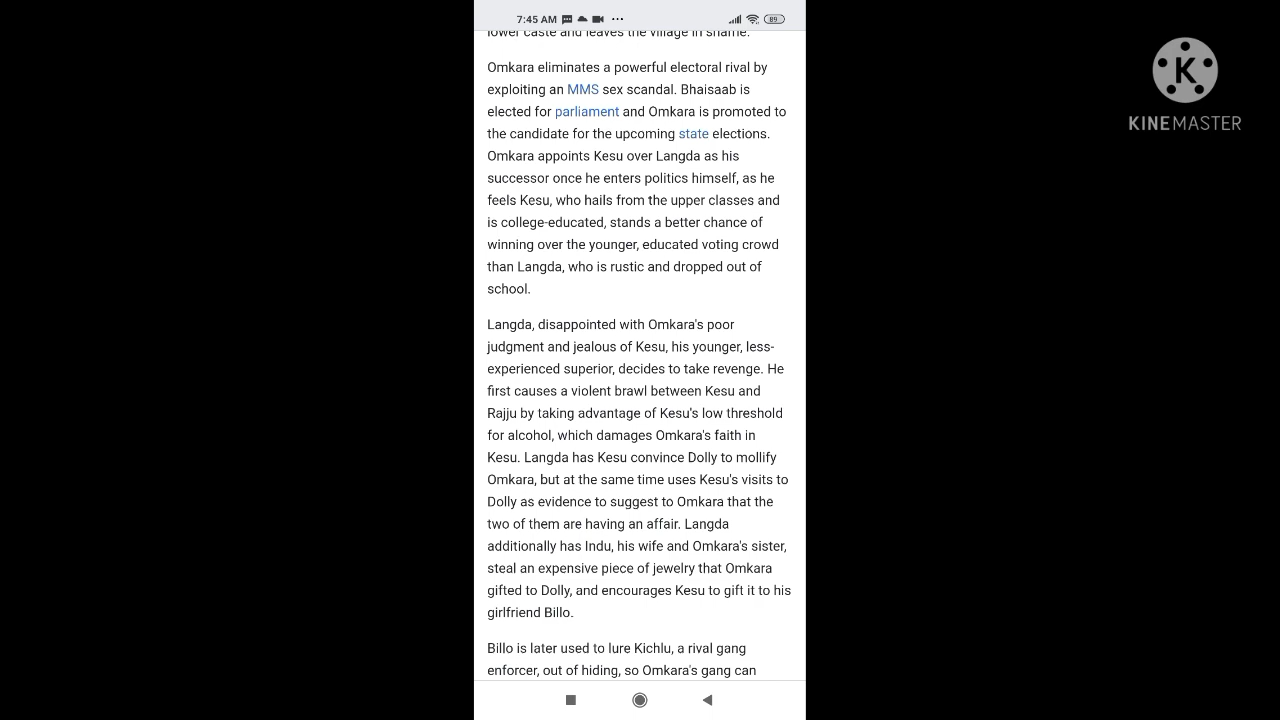 7:45 AM
89
lower caste and leaves the village in shame.
Omkara eliminates a powerful electoral rival by
exploiting an MMS sex scandal. Bhaisaab is
elected for parliament and Omkara is promoted to
the candidate for the upcoming state elections.
Omkara appoints Kesu over Langda as his
successor once he enters politics himself, as he
feels Kesu, who hails from the upper classes and
is college-educated, stands a better chance of
winning over the younger, educated voting crowd
than Langda, who is rustic and dropped out of
school.
Langda, disappointed with Omkara's poor
judgment and jealous of Kesu, his younger, less-
experienced superior, decides to take revenge. He
first causes a violent brawl between Kesu and
Rajju by taking advantage of Kesu's low threshold
for alcohol, which damages Omkara's faith in
Kesu. Langda has Kesu convince Dolly to mollify
Omkara, but at the same time uses Kesu's visits to
Dolly as evidence to suggest to Omkara that the
two of them are having an affair. Langda
additionally has Indu, his wife and Omkara's sister,
steal an expensive piece of jewelry that Omkara
gifted to Dolly, and encourages Kesu to gift it to his
girlfriend Billo.
Billo is later used to lure Kichlu, a rival gang
enforcer, out of hiding, so Omkara's gang can
K
KINEMASTER